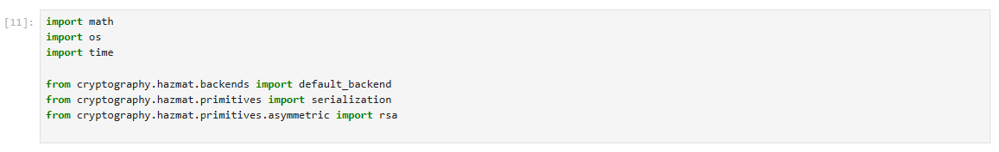 [11]:
import math
import os
import time
from cryptography.hazmat.backends import default_backend
from cryptography.hazmat.primitives import serialization
from cryptography.hazmat.primitives.asymmetric import rsa